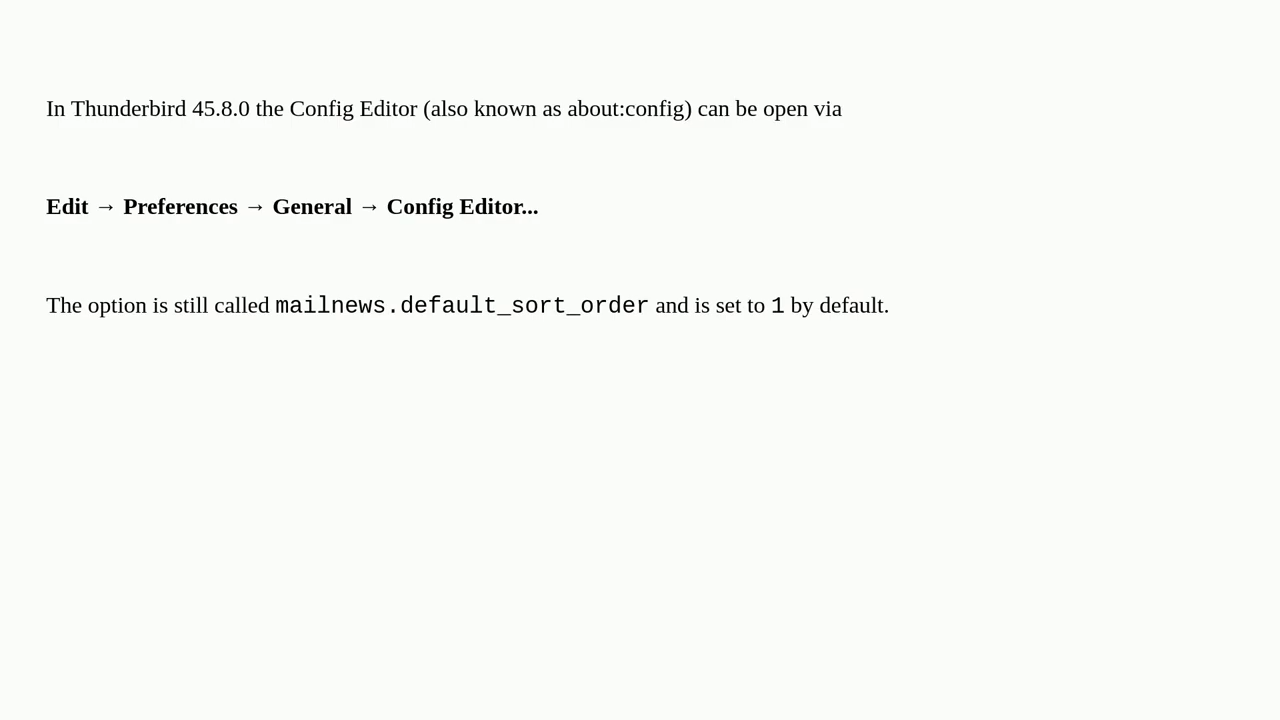 In Thunderbird 45.8.0 the Config Editor (also known as about:config) can be open via
Edit → Preferences → General → Config Editor...
The option is still called mailnews.default_sort_order and is set to 1 by default.